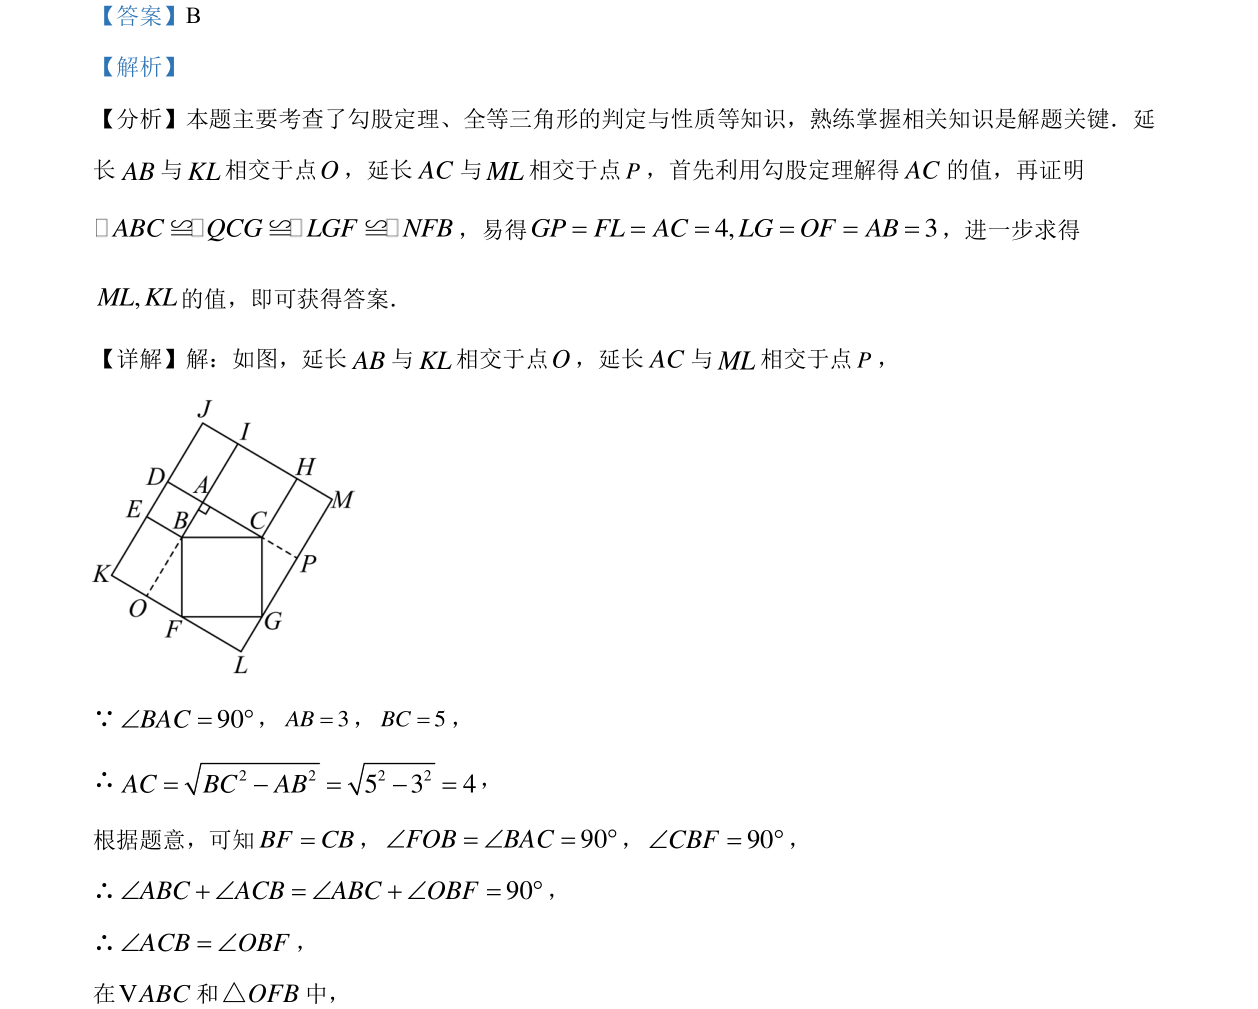 【答案】B
【解析】
【分析】本题主要考查了勾股定理、全等三角形的判定与性质等知识，熟练掌握相关知识是解题关键．延
长 AB 与 KL 相交于点 O，延长 AC 与 ML 相交于点 P，首先利用勾股定理解得 AC 的值，再证明
□ABC≌□QCG≌□LGF≌□NFB，易得 GP = FL = AC = 4, LG = OF = AB = 3，进一步求得
ML, KL 的值，即可获得答案．
【详解】解：如图，延长 AB 与 KL 相交于点 O，延长 AC 与 ML 相交于点 P，
J
I
H
D
A
M
E
B
C
P
K
O
F
G
L
∵ ∠BAC = 90°， AB = 3， BC = 5，
∴ AC = √(BC² − AB²) = √(5² − 3²) = 4，
根据题意，可知 BF = CB，∠FOB = ∠BAC = 90°，∠CBF = 90°，
∴ ∠ABC + ∠ACB = ∠ABC + ∠OBF = 90°，
∴ ∠ACB = ∠OBF，
在 VABC 和 △OFB 中，